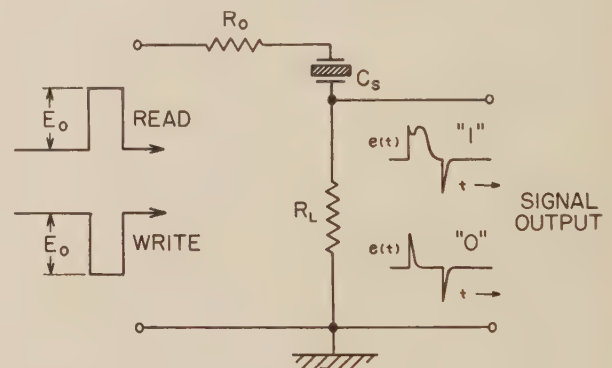 R₀
Cs
E₀
READ
e(t)
"1"
t
SIGNAL
OUTPUT
RL
E₀
WRITE
e(t)
"0"
t